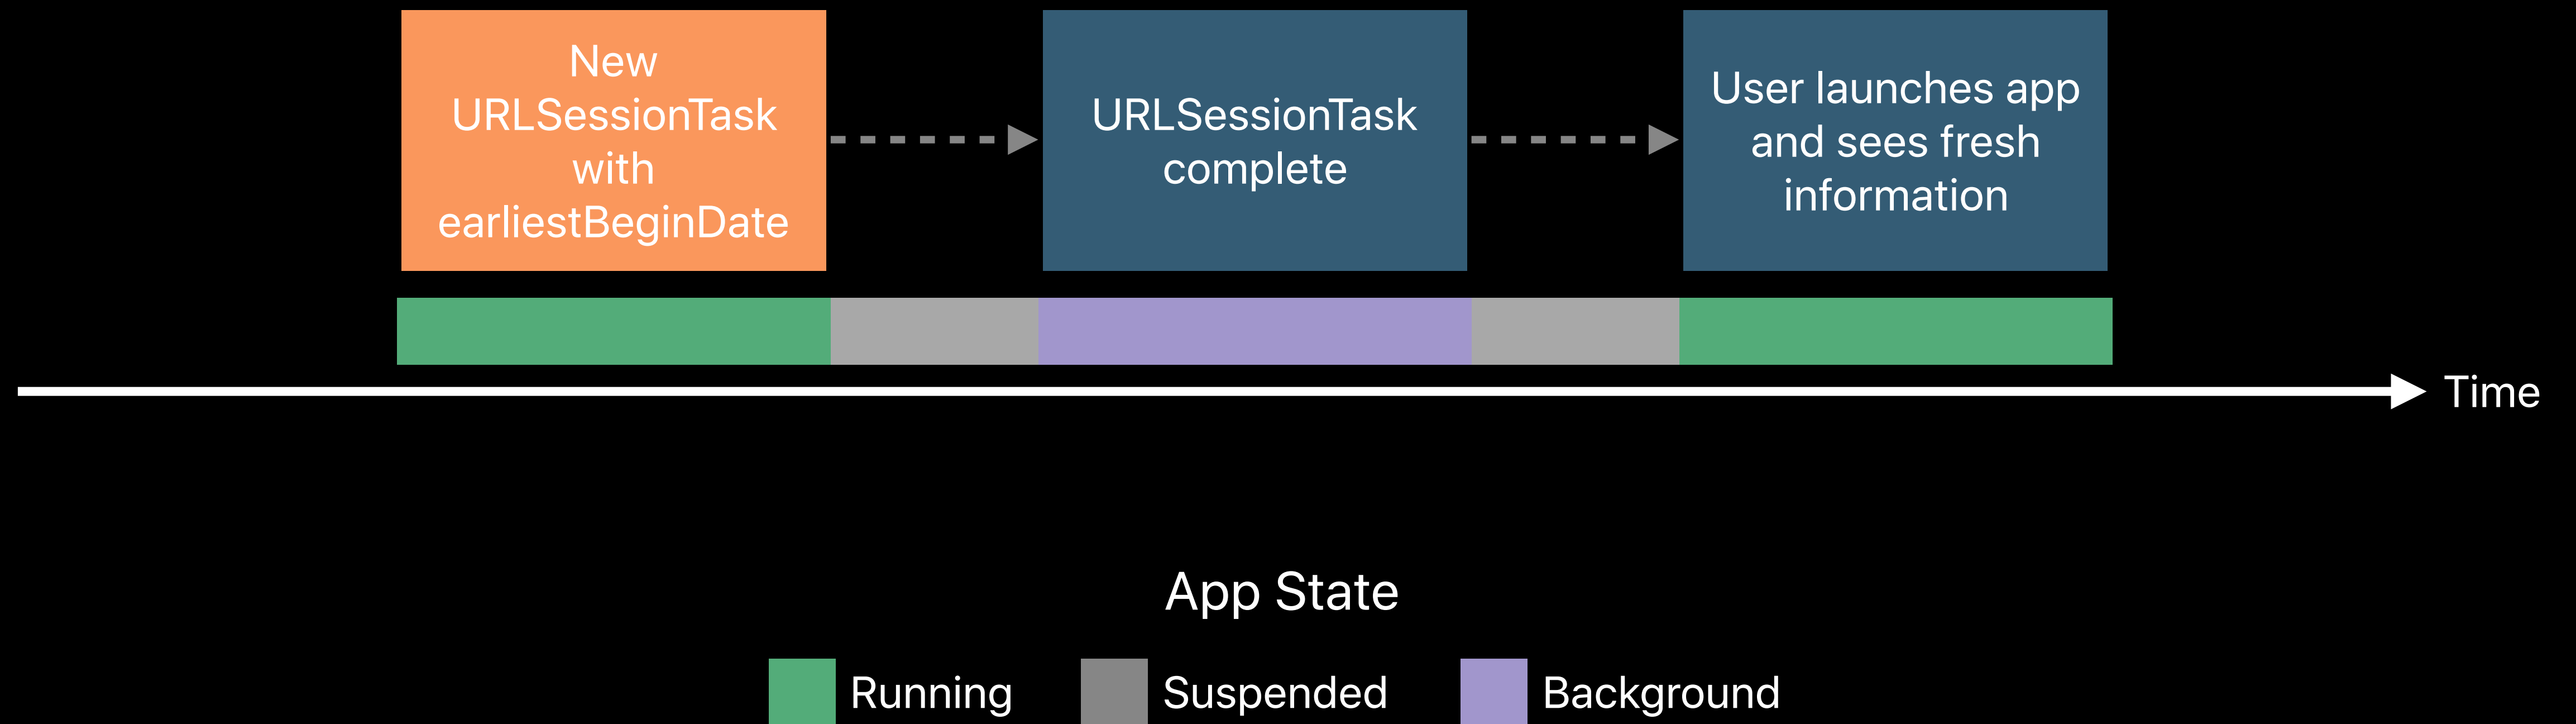 New
URLSessionTask
with
earliestBeginDate
URLSessionTask
complete
User launches app
and sees fresh
information
Time
App State
Running
Suspended
Background